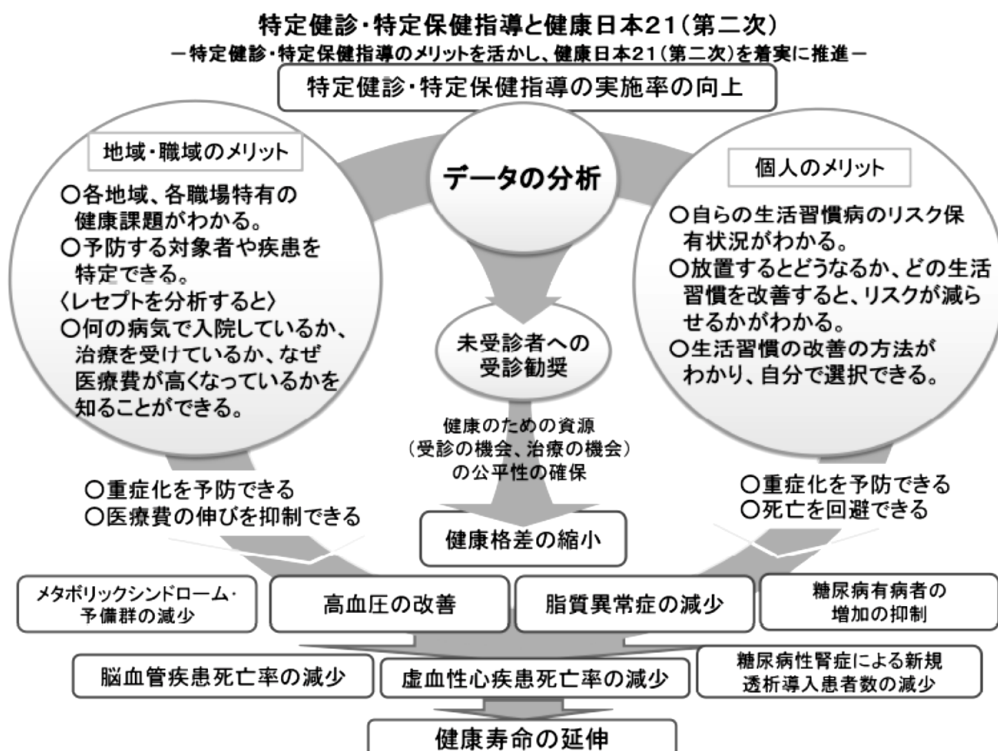 特定健診・特定保健指導と健康日本21(第二次)
－特定健診・特定保健指導のメリットを活かし、健康日本21(第二次)を着実に推進－
特定健診・特定保健指導の実施率の向上
地域・職域のメリット
○各地域、各職場特有の
健康課題がわかる。
○予防する対象者や疾患を
特定できる。
〈レセプトを分析すると〉
○何の病気で入院しているか、
治療を受けているか、なぜ
医療費が高くなっているかを
知ることができる。
データの分析
個人のメリット
○自らの生活習慣病のリスク保
有状況がわかる。
○放置するとどうなるか、どの生活
習慣を改善すると、リスクが減ら
せるかがわかる。
○生活習慣の改善の方法が
わかり、自分で選択できる。
未受診者への
受診勧奨
健康のための資源
(受診の機会、治療の機会)
の公平性の確保
○重症化を予防できる
○医療費の伸びを抑制できる
○重症化を予防できる
○死亡を回避できる
健康格差の縮小
メタボリックシンドローム・
予備群の減少
高血圧の改善
脂質異常症の減少
糖尿病有病者の
増加の抑制
脳血管疾患死亡率の減少
虚血性心疾患死亡率の減少
糖尿病性腎症による新規
透析導入患者数の減少
健康寿命の延伸